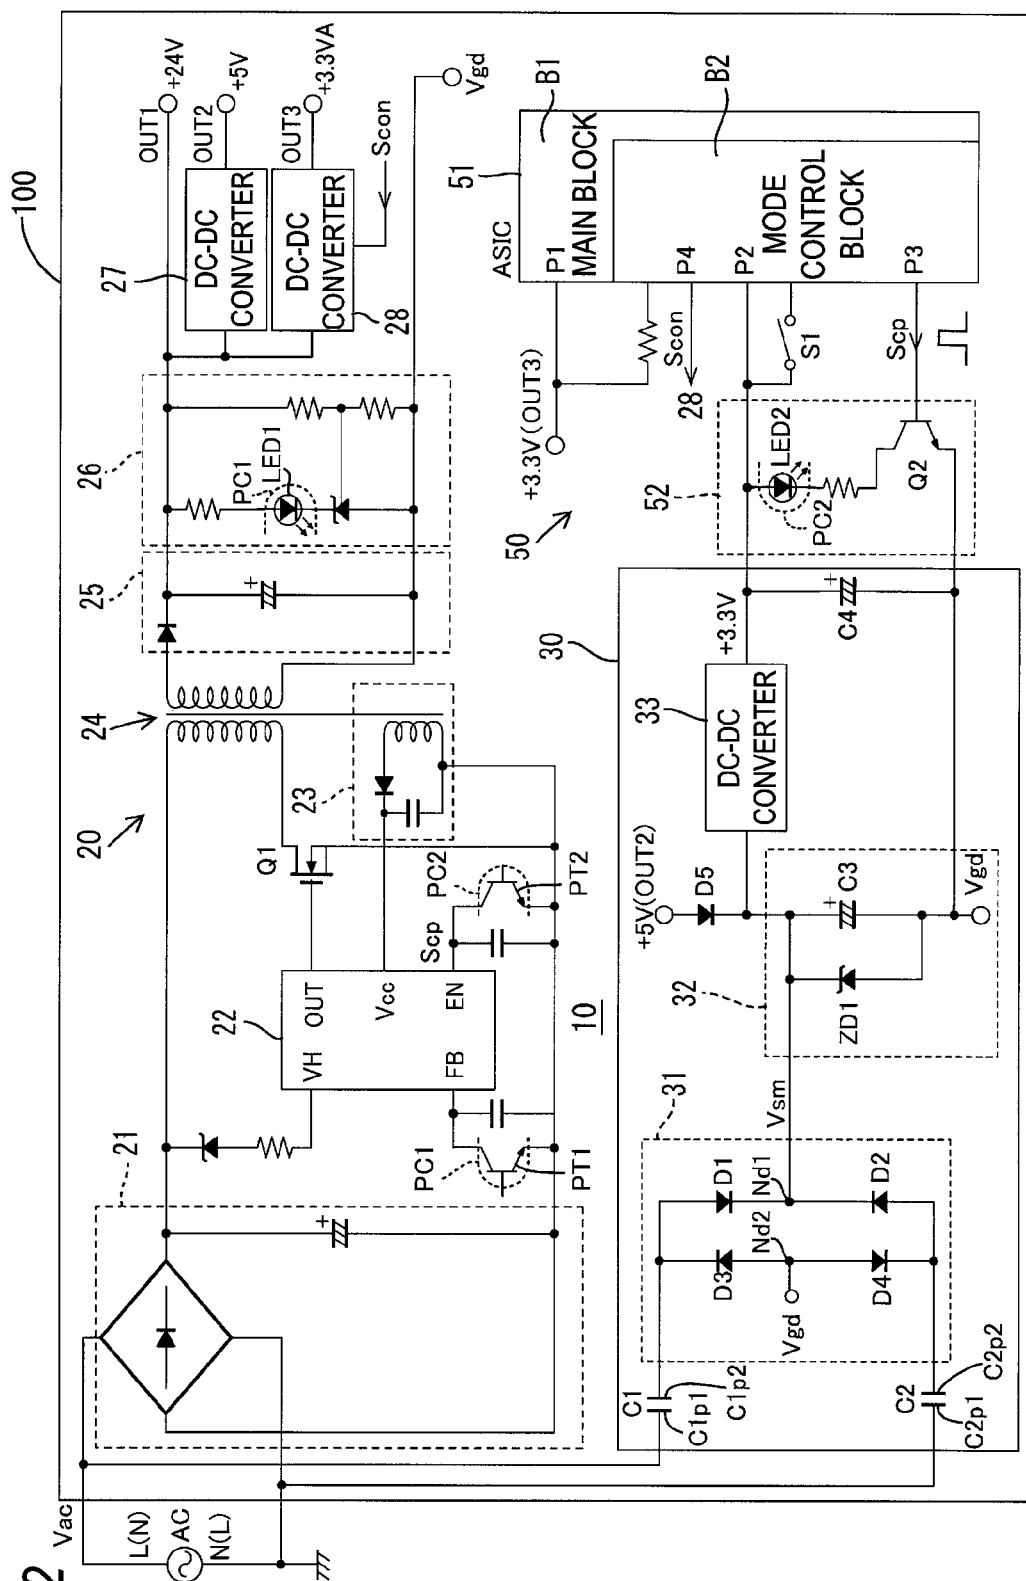 2
100
Vac
L(N)
AC
N(L)
20
21
22
VH
OUT
Vcc
FB
EN
Scp
PC1
PT1
PC2
PT2
Q1
23
24
25
+
+
26
PC1
LED1
27
DC-DC
CONVERTER
28
DC-DC
CONVERTER
OUT1
+24V
OUT2
+5V
OUT3
+3.3VA
Scon
Vgd
10
30
31
C1
C1p1
C1p2
C2
C2p1
C2p2
D1
D2
D3
D4
Nd1
Nd2
Vgd
Vsm
32
ZD1
+
C3
Vgd
+5V(OUT2)
D5
33
DC-DC
CONVERTER
+3.3V
+
C4
50
+3.3V(OUT3)
51
ASIC
P1
MAIN BLOCK
B1
B2
P4
Scon
28
P2
MODE
CONTROL
BLOCK
P3
S1
Scp
52
LED2
PC2
Q2